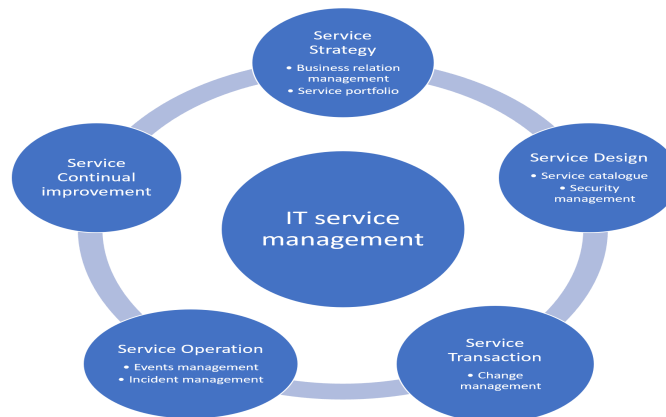 Service
Strategy
• Business relation
management
• Service portfolio
Service Design
• Service catalogue
• Security
management
Service
Transaction
• Change
management
Service Operation
• Events management
• Incident management
Service
Continual
improvement
IT service
management